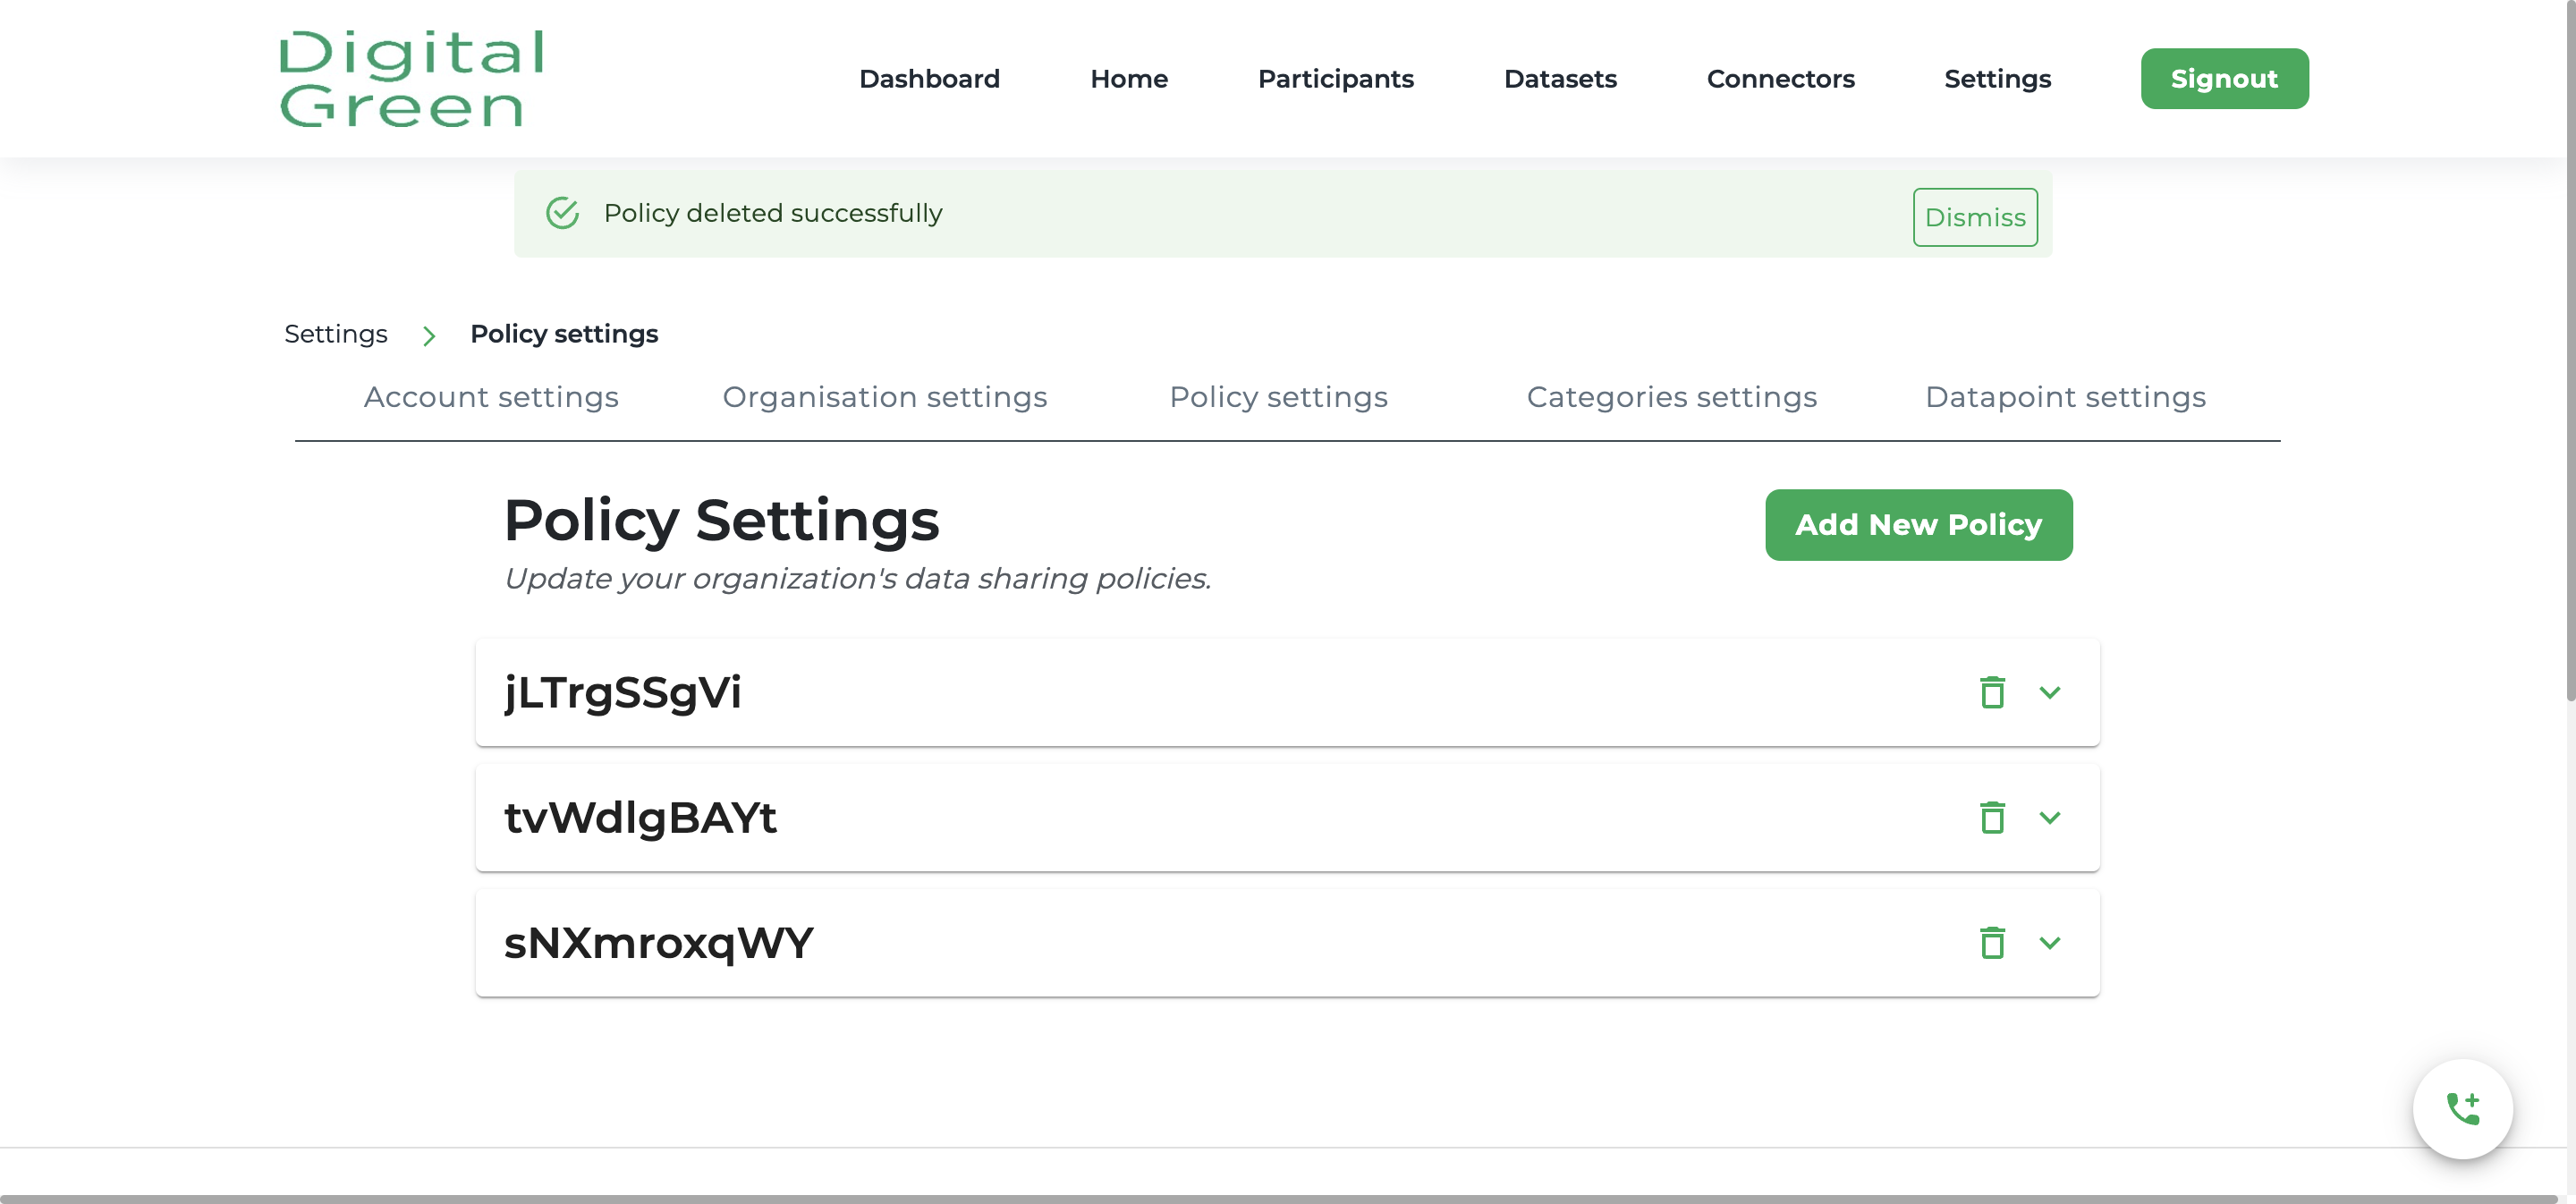 Digital
Green
Dashboard Home Participants Datasets Connectors Settings Signout
Policy deleted successfully Dismiss
Settings Policy settings
Account settings Organisation settings Policy settings Categories settings Datapoint settings
Policy Settings Add New Policy
Update your organization's data sharing policies.
jLTrgSSgVi
tvWdlgBAYt
sNXmroxqWY